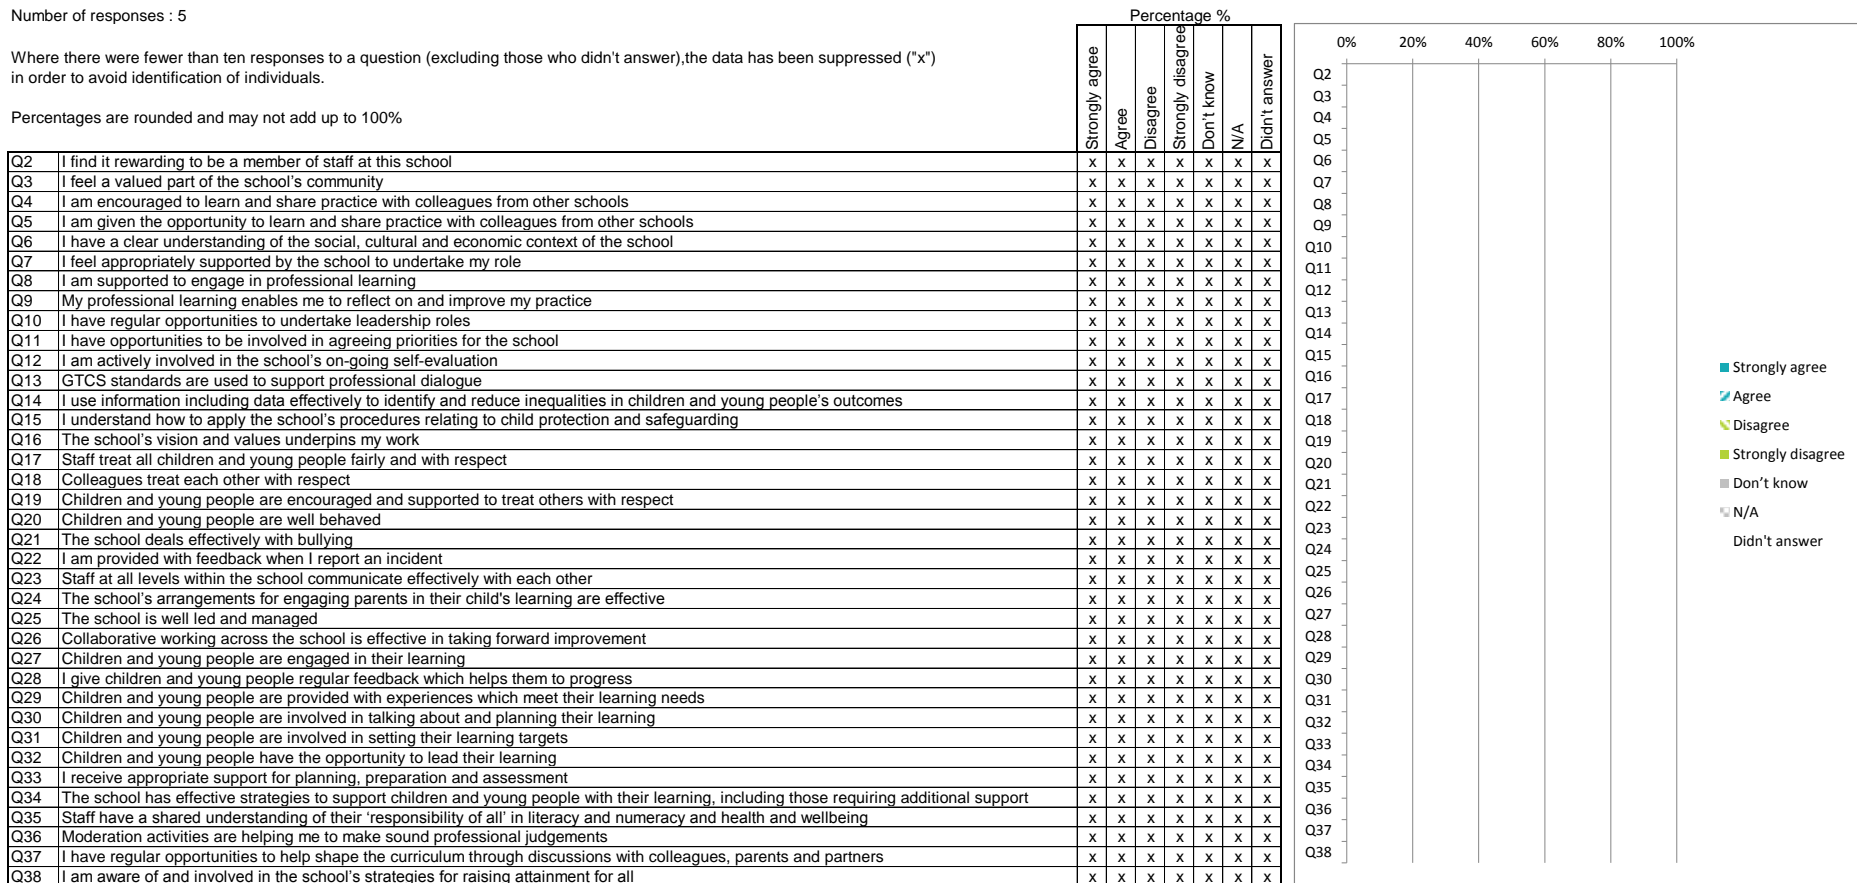 Number of responses : 5
Percentage %
Where there were fewer than ten responses to a question (excluding those who didn't answer),the data has been suppressed ("x")
in order to avoid identification of individuals.
Percentages are rounded and may not add up to 100%
Strongly agree
Agree
Disagree
Strongly disagree
Don't know
N/A
Didn't answer
Q2 I find it rewarding to be a member of staff at this school x x x x x x x
Q3 I feel a valued part of the school's community x x x x x x x
Q4 I am encouraged to learn and share practice with colleagues from other schools x x x x x x x
Q5 I am given the opportunity to learn and share practice with colleagues from other schools x x x x x x x
Q6 I have a clear understanding of the social, cultural and economic context of the school x x x x x x x
Q7 I feel appropriately supported by the school to undertake my role x x x x x x x
Q8 I am supported to engage in professional learning x x x x x x x
Q9 My professional learning enables me to reflect on and improve my practice x x x x x x x
Q10 I have regular opportunities to undertake leadership roles x x x x x x x
Q11 I have opportunities to be involved in agreeing priorities for the school x x x x x x x
Q12 I am actively involved in the school's on-going self-evaluation x x x x x x x
Q13 GTCS standards are used to support professional dialogue x x x x x x x
Q14 I use information including data effectively to identify and reduce inequalities in children and young people's outcomes x x x x x x x
Q15 I understand how to apply the school's procedures relating to child protection and safeguarding x x x x x x x
Q16 The school's vision and values underpins my work x x x x x x x
Q17 Staff treat all children and young people fairly and with respect x x x x x x x
Q18 Colleagues treat each other with respect x x x x x x x
Q19 Children and young people are encouraged and supported to treat others with respect x x x x x x x
Q20 Children and young people are well behaved x x x x x x x
Q21 The school deals effectively with bullying x x x x x x x
Q22 I am provided with feedback when I report an incident x x x x x x x
Q23 Staff at all levels within the school communicate effectively with each other x x x x x x x
Q24 The school's arrangements for engaging parents in their child's learning are effective x x x x x x x
Q25 The school is well led and managed x x x x x x x
Q26 Collaborative working across the school is effective in taking forward improvement x x x x x x x
Q27 Children and young people are engaged in their learning x x x x x x x
Q28 I give children and young people regular feedback which helps them to progress x x x x x x x
Q29 Children and young people are provided with experiences which meet their learning needs x x x x x x x
Q30 Children and young people are involved in talking about and planning their learning x x x x x x x
Q31 Children and young people are involved in setting their learning targets x x x x x x x
Q32 Children and young people have the opportunity to lead their learning x x x x x x x
Q33 I receive appropriate support for planning, preparation and assessment x x x x x x x
Q34 The school has effective strategies to support children and young people with their learning, including those requiring additional support x x x x x x x
Q35 Staff have a shared understanding of their 'responsibility of all' in literacy and numeracy and health and wellbeing x x x x x x x
Q36 Moderation activities are helping me to make sound professional judgements x x x x x x x
Q37 I have regular opportunities to help shape the curriculum through discussions with colleagues, parents and partners x x x x x x x
Q38 I am aware of and involved in the school's strategies for raising attainment for all x x x x x x x
0% 20% 40% 60% 80% 100%
Q2
Q3
Q4
Q5
Q6
Q7
Q8
Q9
Q10
Q11
Q12
Q13
Q14
Q15
Q16
Q17
Q18
Q19
Q20
Q21
Q22
Q23
Q24
Q25
Q26
Q27
Q28
Q29
Q30
Q31
Q32
Q33
Q34
Q35
Q36
Q37
Q38
Strongly agree
Agree
Disagree
Strongly disagree
Don't know
N/A
Didn't answer